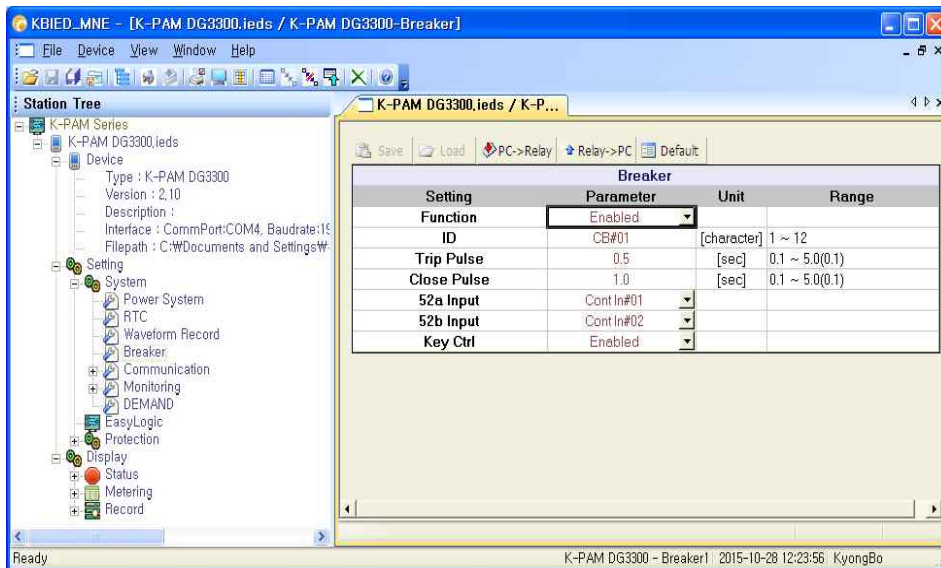 KBIED_MNE - [K-PAM DG3300.ieds / K-PAM DG3300-Breaker]
File Device View Window Help
Station Tree
K-PAM Series
K-PAM DG3300.ieds
Device
Type : K-PAM DG3300
Version : 2.10
Description :
Interface : CommPort:COM4, Baudrate:19
Filepath : C:\Documents and Settings\
Setting
System
Power System
RTC
Waveform Record
Breaker
Communication
Monitoring
DEMAND
EasyLogic
Protection
Display
Status
Metering
Record
K-PAM DG3300.ieds / K-P...
Save Load PC->Relay Relay->PC Default
Breaker
Setting Parameter Unit Range
Function Enabled
ID CB#01 [character] 1 ~ 12
Trip Pulse 0.5 [sec] 0.1 ~ 5.0(0.1)
Close Pulse 1.0 [sec] 0.1 ~ 5.0(0.1)
52a Input Cont In#01
52b Input Cont In#02
Key Ctrl Enabled
Ready K-PAM DG3300 - Breaker1 2015-10-28 12:23:56 KyongBo